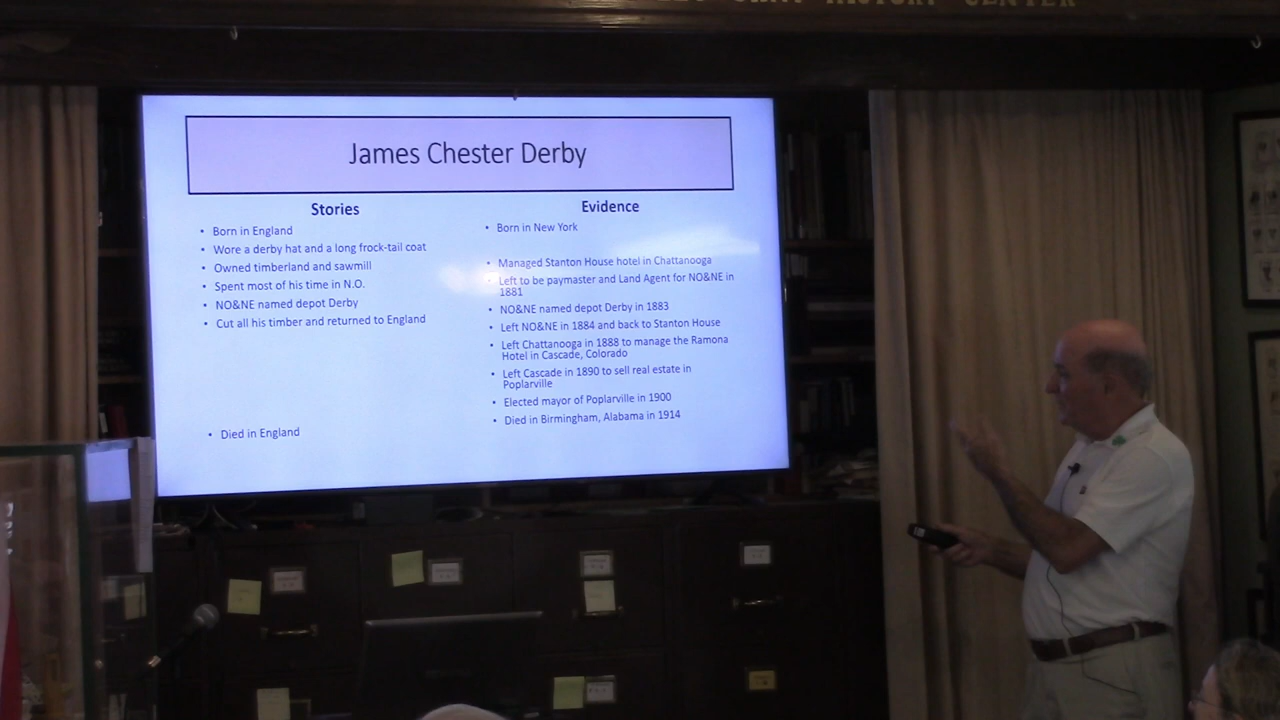 HISTORY CENTER
James Chester Derby
Stories
• Born in England
• Wore a derby hat and a long frock-tail coat
• Owned timberland and sawmill
• Spent most of his time in N.O.
• NO&NE named depot Derby
• Cut all his timber and returned to England
• Died in England
Evidence
• Born in New York
• Managed Stanton House hotel in Chattanooga
• Left to be paymaster and Land Agent for NO&NE in
1881
• NO&NE named depot Derby in 1883
• Left NO&NE in 1884 and back to Stanton House
• Left Chattanooga in 1888 to manage the Ramona
Hotel in Cascade, Colorado
• Left Cascade in 1890 to sell real estate in
Poplarville
• Elected mayor of Poplarville in 1900
• Died in Birmingham, Alabama in 1914